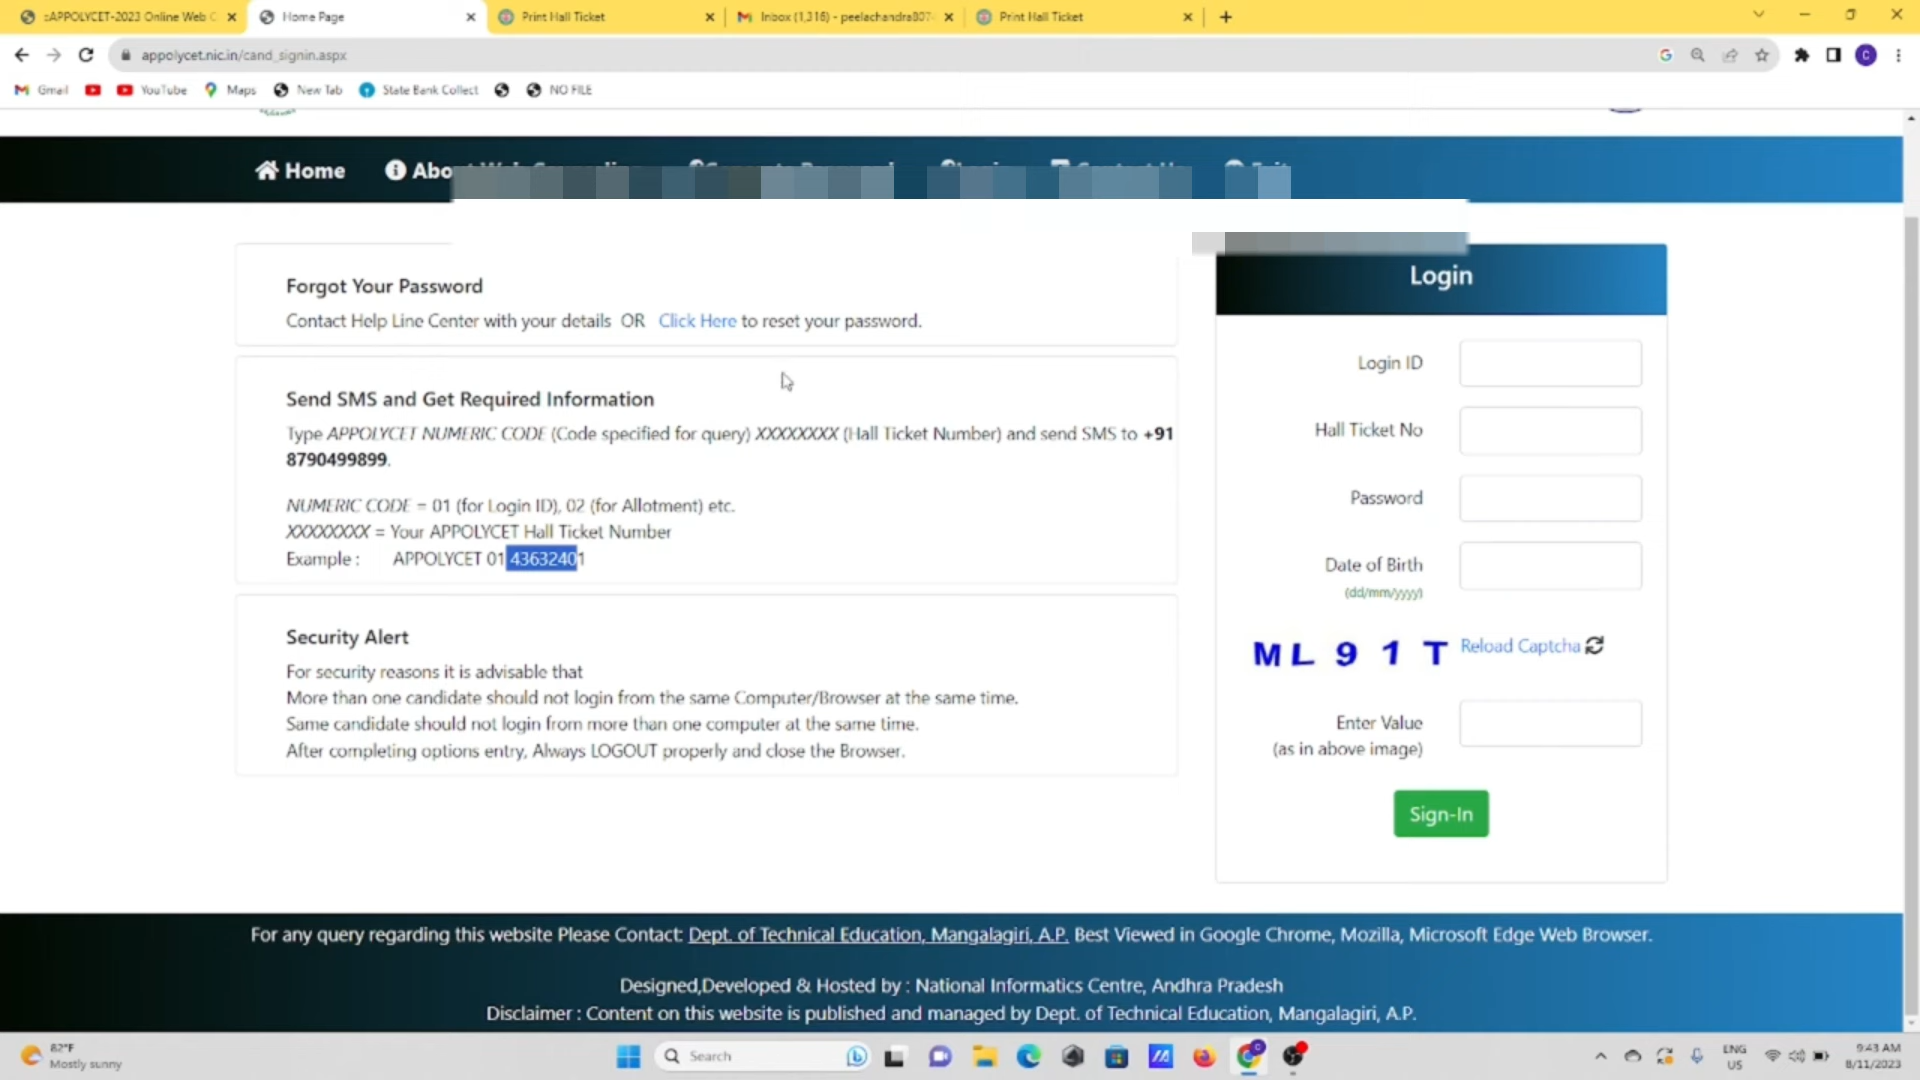 ::APPOLYCET-2023 Online Web C
Home Page
Print Hall Ticket
Inbox (1,316) - peelachandra807
Print Hall Ticket
appolycet.nic.in/cand_signin.aspx
Gmail
YouTube
Maps
New Tab
State Bank Collect
NO FILE
Home
Forgot Your Password
Contact Help Line Center with your details OR Click Here to reset your password.
Send SMS and Get Required Information
Type APPOLYCET NUMERIC CODE (Code specified for query) XXXXXXXX (Hall Ticket Number) and send SMS to +91
8790499899.
NUMERIC CODE = 01 (for Login ID), 02 (for Allotment) etc.
XXXXXXXX = Your APPOLYCET Hall Ticket Number
Example : APPOLYCET 01 43632401
Security Alert
For security reasons it is advisable that
More than one candidate should not login from the same Computer/Browser at the same time.
Same candidate should not login from more than one computer at the same time.
After completing options entry, Always LOGOUT properly and close the Browser.
Login
Login ID
Hall Ticket No
Password
Date of Birth
(dd/mm/yyyy)
ML91T Reload Captcha
Enter Value
(as in above image)
Sign-In
For any query regarding this website Please Contact: Dept. of Technical Education, Mangalagiri, A.P. Best Viewed in Google Chrome, Mozilla, Microsoft Edge Web Browser.
Designed,Developed & Hosted by : National Informatics Centre, Andhra Pradesh
Disclaimer : Content on this website is published and managed by Dept. of Technical Education, Mangalagiri, A.P.
82°F
Mostly sunny
Search
ENG
US
9:43 AM
8/11/2023